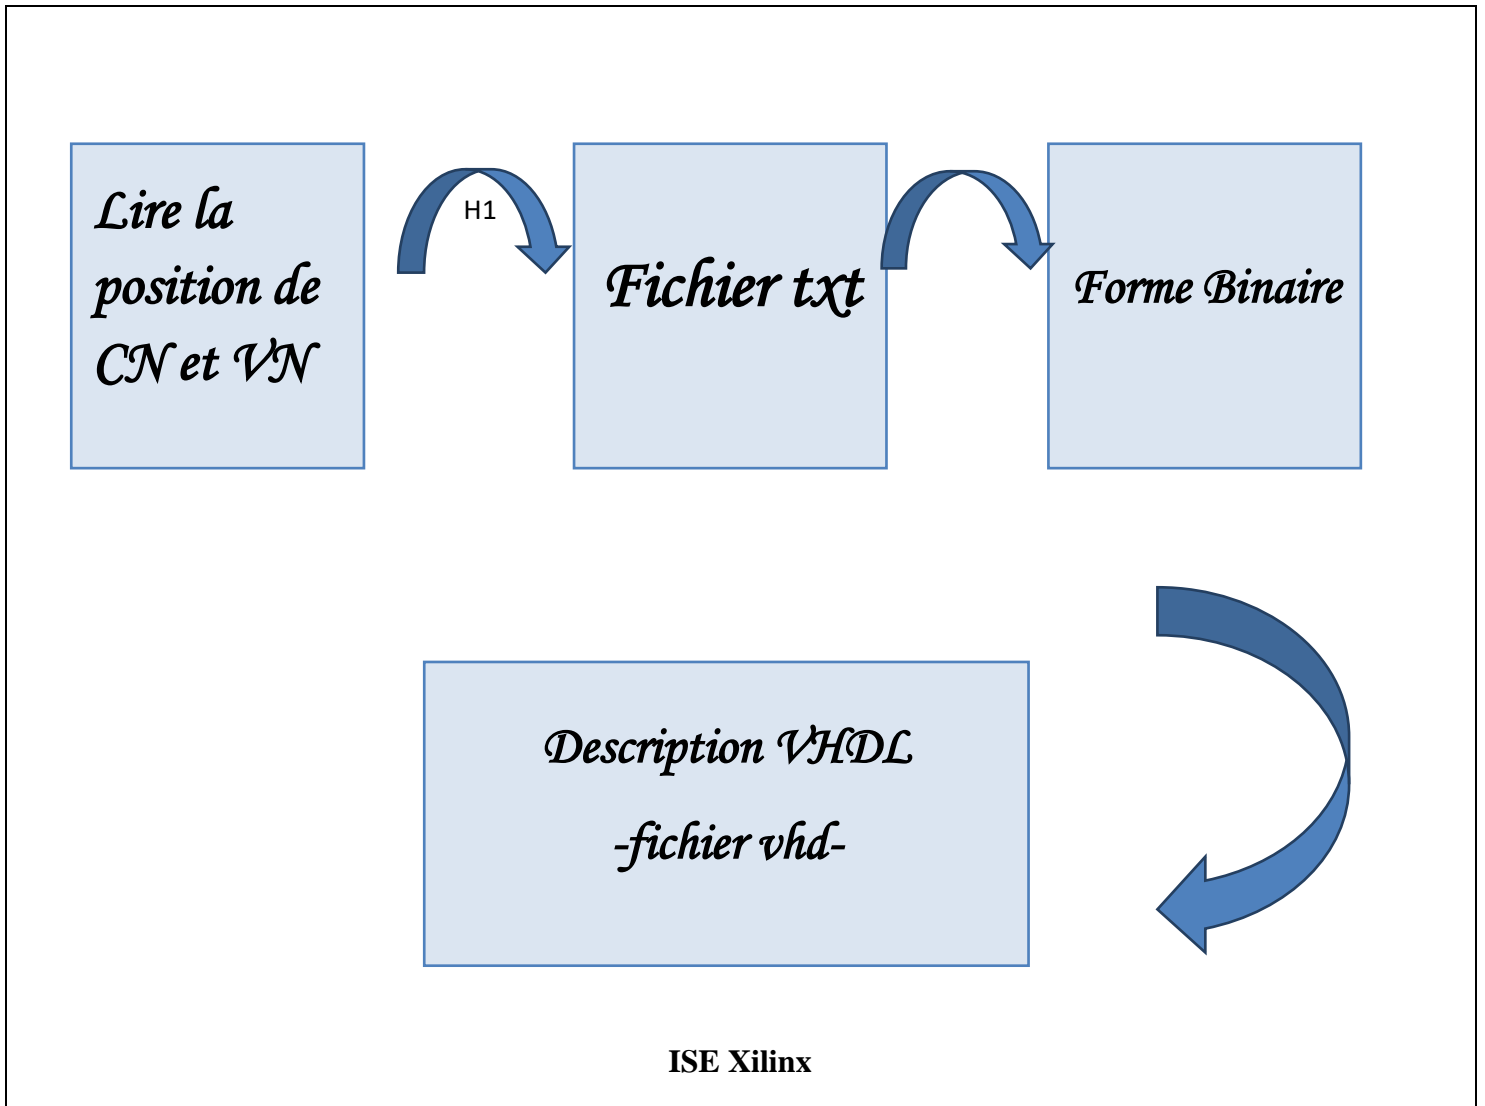 Lire la
position de
CN et VN
H1
Fichier txt
Forme Binaire
Description VHDL
-fichier vhd-
ISE Xilinx